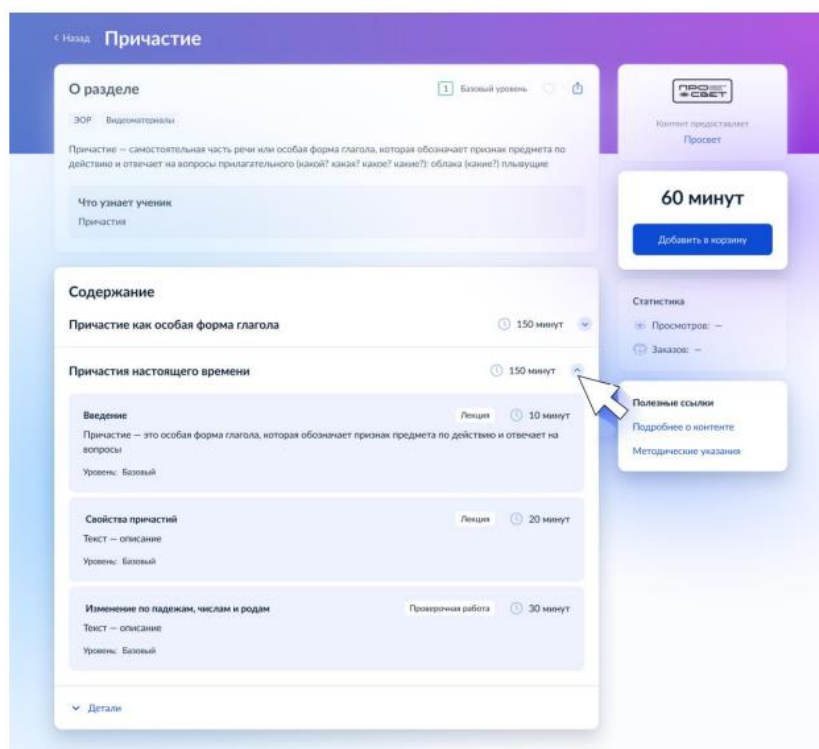 Назад Причастие
О разделе
1 Базовый уровень
ЭОР Видеоматериалы
Причастие — самостоятельная часть речи или особая форма глагола, которая обозначает признак предмета по
действию и отвечает на вопросы прилагательного (какой? какая? какое? какие?): облака (какие?) плывущие
Что узнает ученик
Причастия
ПРО
СВЕТ
Контент предоставляет
Просвет
60 минут
Добавить в корзину
Статистика
Просмотров: —
Заказов: —
Полезные ссылки
Подробнее о контенте
Методические указания
Содержание
Причастие как особая форма глагола 150 минут
Причастия настоящего времени 150 минут
Введение Лекция 10 минут
Причастие — это особая форма глагола, которая обозначает признак предмета по действию и отвечает на
вопросы
Уровень: Базовый
Свойства причастий Лекция 20 минут
Текст — описание
Уровень: Базовый
Изменение по падежам, числам и родам Проверочная работа 30 минут
Текст — описание
Уровень: Базовый
Детали